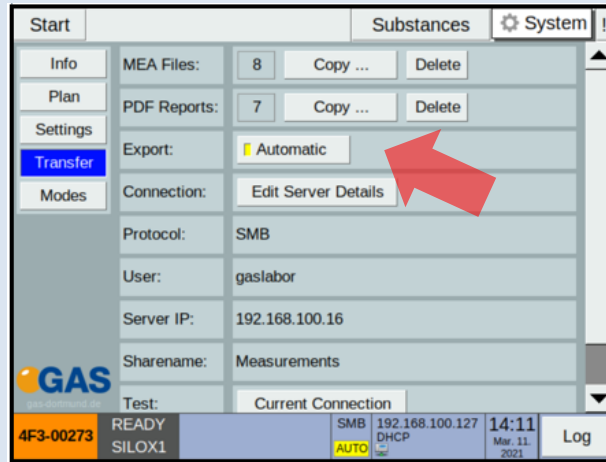 Start Substances System !
Info MEA Files: 8 Copy ... Delete
Plan PDF Reports: 7 Copy ... Delete
Settings
Transfer Export: Automatic
Modes Connection: Edit Server Details
Protocol: SMB
User: gaslabor
Server IP: 192.168.100.16
Sharename: Measurements
GAS
gas-dortmund.de
Test: Current Connection
4F3-00273 READY SMB 192.168.100.127 14:11 Log
SILOX1 AUTO DHCP Mar. 11.
2021